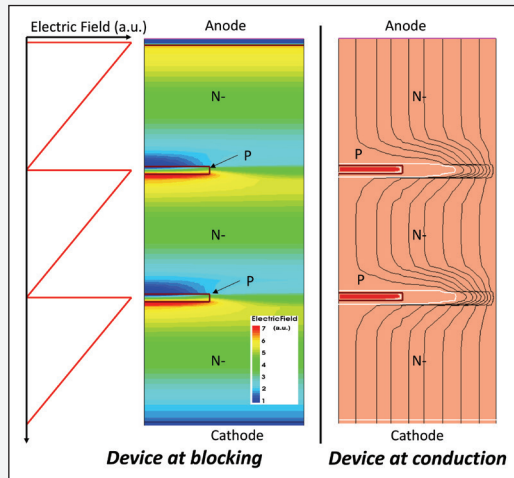 Electric Field (a.u.)
Anode
N-
P
N-
P
ElectricField
(a.u.)
7
6
5
4
3
2
1
N-
Cathode
Device at blocking
Anode
N-
P
N-
P
N-
Cathode
Device at conduction